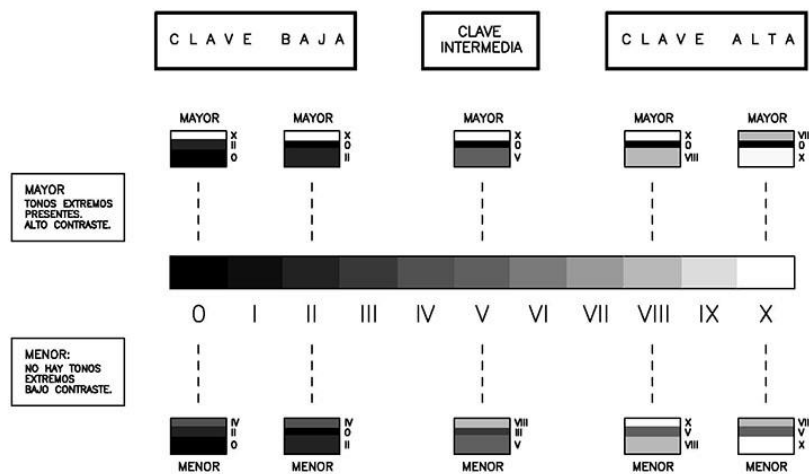 CLAVE BAJA
CLAVE
INTERMEDIA
CLAVE ALTA
MAYOR
X
II
O
MAYOR
X
O
II
MAYOR
X
O
V
MAYOR
X
O
VIII
MAYOR
O
X
MAYOR
TONOS EXTREMOS
PRESENTES.
ALTO CONTRASTE.
O I II III IV V VI VII VIII IX X
MENOR:
NO HAY TONOS
EXTREMOS
BAJO CONTRASTE.
IV
II
O
MENOR
IV
O
II
MENOR
VIII
III
V
MENOR
X
V
VIII
MENOR
V
X
MENOR